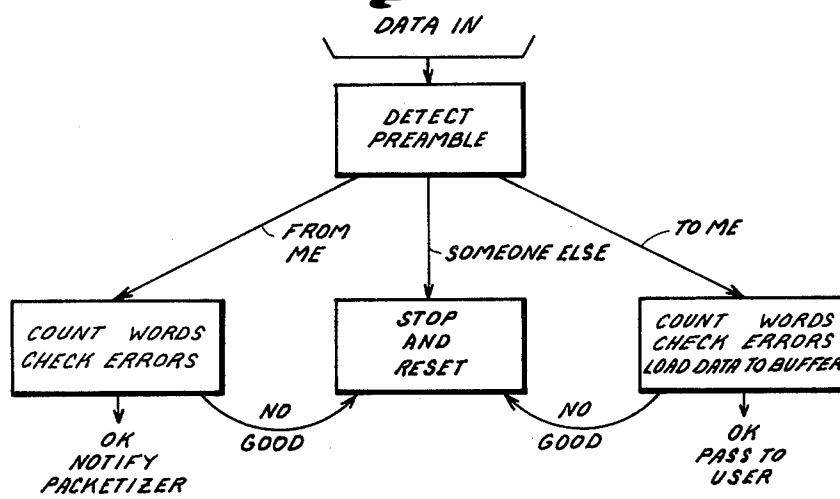 DATA IN
DETECT
PREAMBLE
FROM
ME
SOMEONE ELSE
TO ME
COUNT WORDS
CHECK ERRORS
STOP
AND
RESET
COUNT WORDS
CHECK ERRORS
LOAD DATA TO BUFFER
NO
GOOD
NO
GOOD
OK
NOTIFY
PACKETIZER
OK
PASS TO
USER